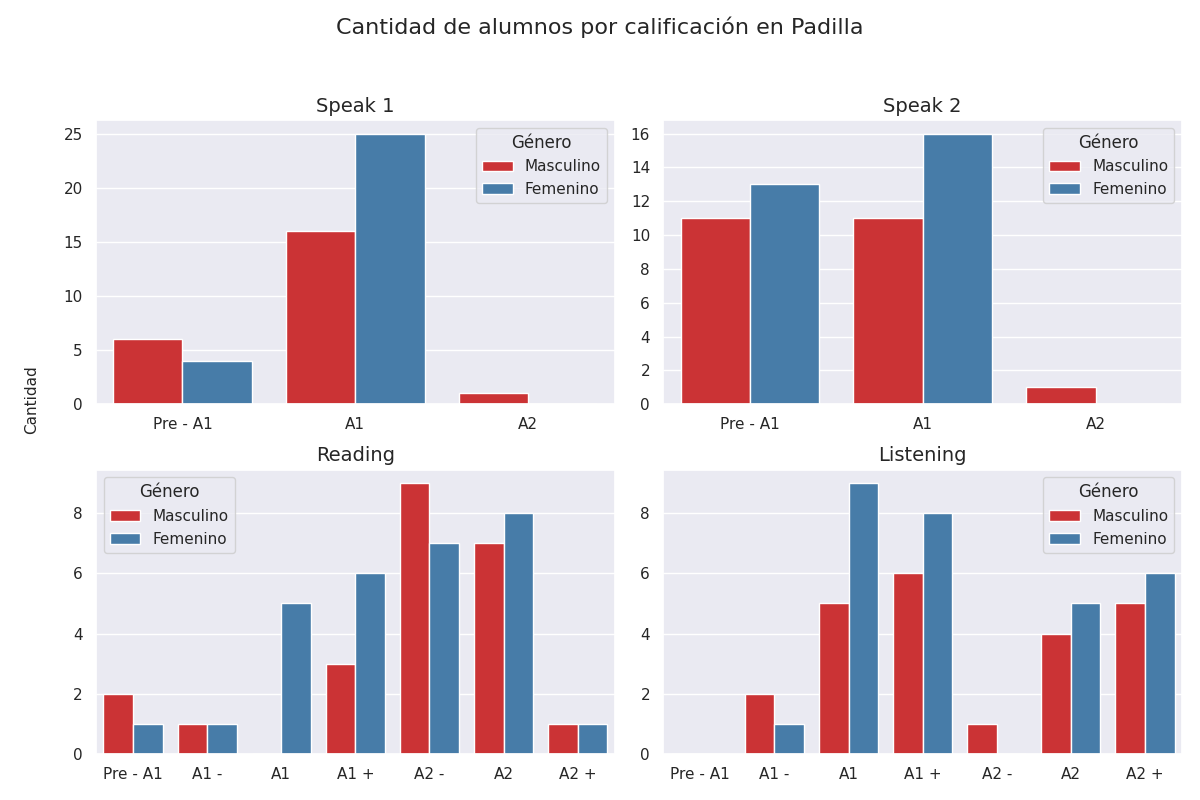 Cantidad de alumnos por calificación en Padilla
Speak 1
25
20
15
10
5
0
Género
Masculino
Femenino
Pre - A1
A1
A2
Speak 2
16
14
12
10
8
6
4
2
0
Género
Masculino
Femenino
Pre - A1
A1
A2
Cantidad
Reading
8
6
4
2
0
Género
Masculino
Femenino
Pre - A1
A1 -
A1
A1 +
A2 -
A2
A2 +
Listening
8
6
4
2
0
Género
Masculino
Femenino
Pre - A1
A1 -
A1
A1 +
A2 -
A2
A2 +